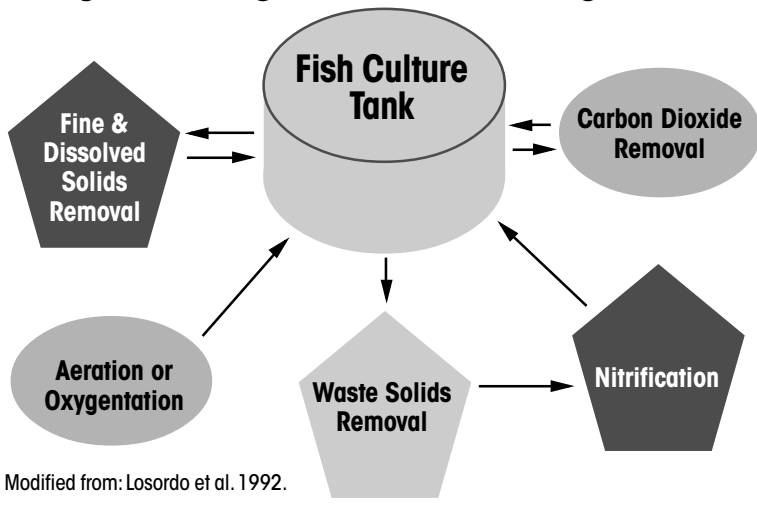 Fish Culture
Tank
Fine &
Dissolved
Solids
Removal
Carbon Dioxide
Removal
Aeration or
Oxygentation
Waste Solids
Removal
Nitrification
Modified from: Losordo et al. 1992.